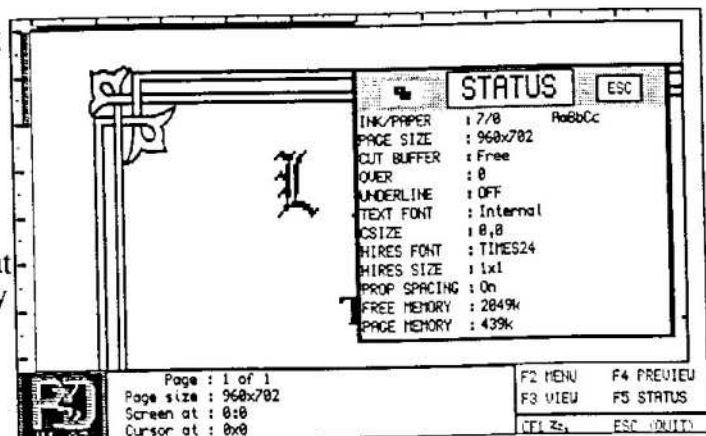 STATUS ESC
INK/PAPER : 7/0 AaBbCc
PAGE SIZE : 960x702
CUT BUFFER : Free
OVER : 0
UNDERLINE : OFF
TEXT FONT : Internal
CSIZE : 0,0
HIRES FONT : TIMES24
HIRES SIZE : 1x1
PROP SPACING : On
FREE MEMORY : 2049k
PAGE MEMORY : 439k
L
Page : 1 of 1
Page size : 960x702
Screen at : 0:0
Cursor at : 0x0
F2 MENU F4 PREVIEW
F3 VIEW F5 STATUS
ESC (QUIT)